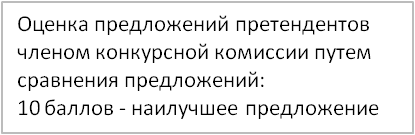 Оценка предложений претендентов
членом конкурсной комиссии путем
сравнения предложений:
10 баллов - наилучшее предложение